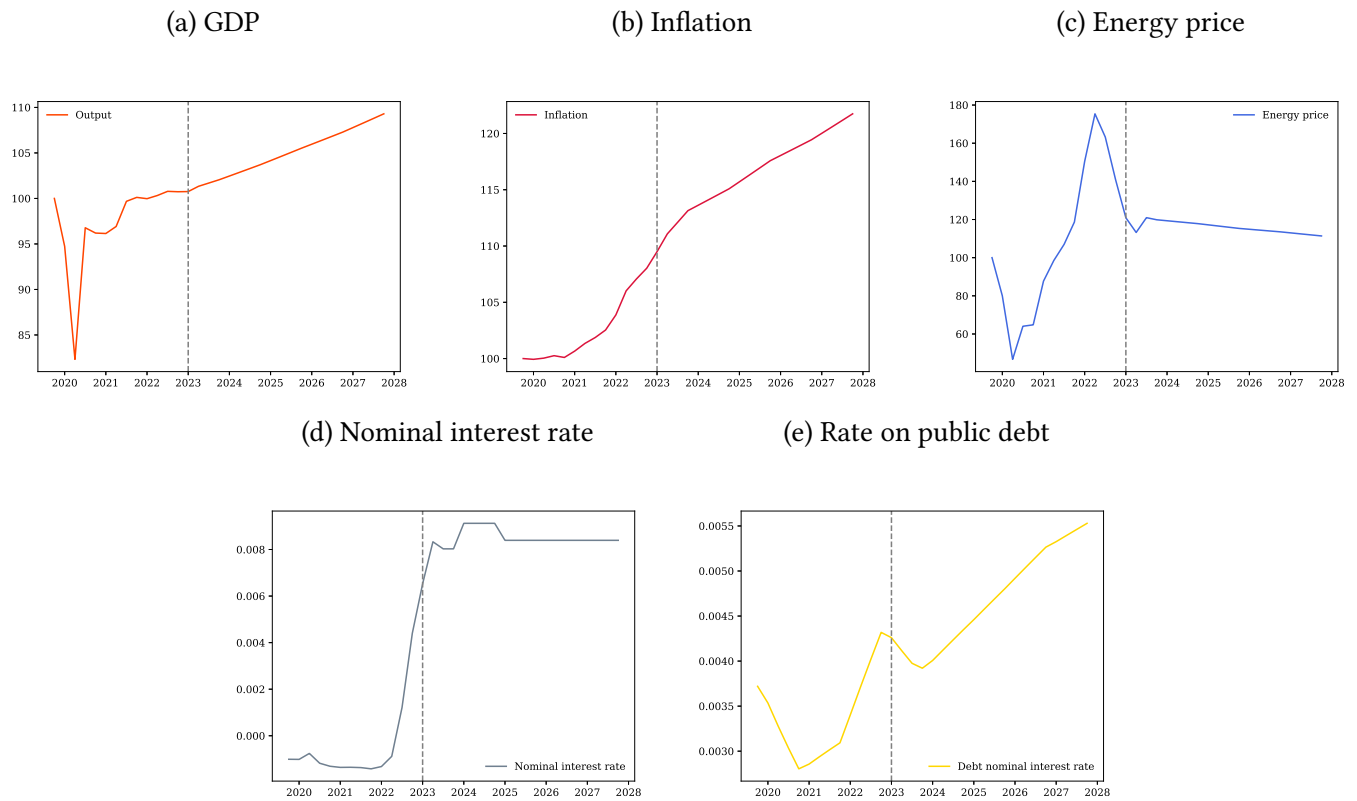 (a) GDP
(b) Inflation
(c) Energy price
110
105
100
95
90
85
Output
2020 2021 2022 2023 2024 2025 2026 2027 2028
120
115
110
105
100
Inflation
2020 2021 2022 2023 2024 2025 2026 2027 2028
180
160
140
120
100
80
60
Energy price
2020 2021 2022 2023 2024 2025 2026 2027 2028
(d) Nominal interest rate
(e) Rate on public debt
0.008
0.006
0.004
0.002
0.000
Nominal interest rate
2020 2021 2022 2023 2024 2025 2026 2027 2028
0.0055
0.0050
0.0045
0.0040
0.0035
0.0030
Debt nominal interest rate
2020 2021 2022 2023 2024 2025 2026 2027 2028